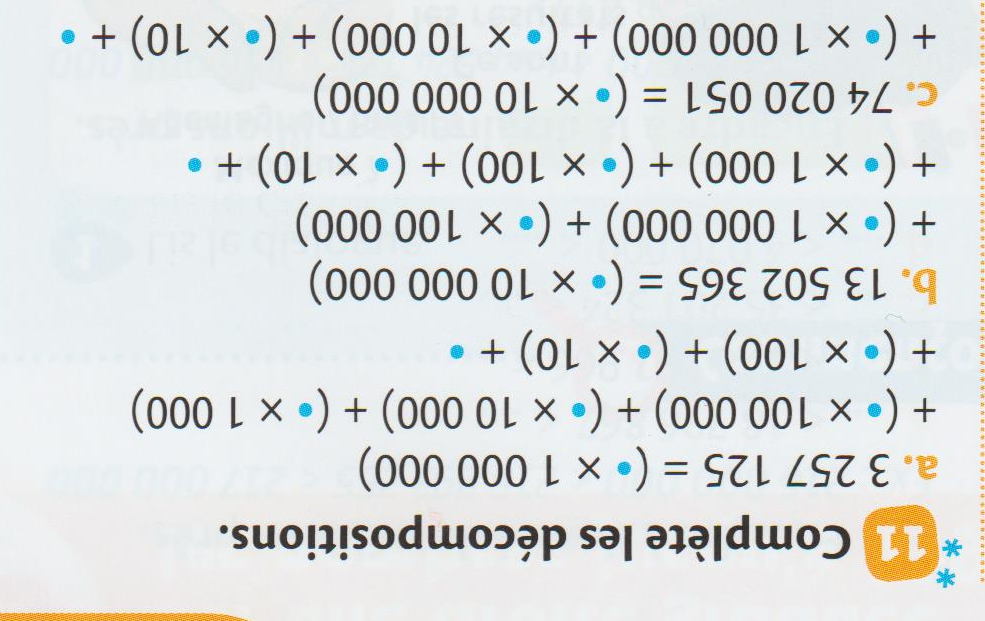 11 Complète les décompositions.
a. 3 257 125 = (• × 1 000 000)
+ (• × 100 000) + (• × 10 000) + (• × 1 000)
+ (• × 100) + (• × 10) + •
b. 13 502 365 = (• × 10 000 000)
+ (• × 1 000 000) + (• × 100 000)
+ (• × 1 000) + (• × 100) + (• × 10) + •
c. 74 020 051 = (• × 10 000 000)
+ (• × 1 000 000) + (• × 10 000) + (• × 10) + •